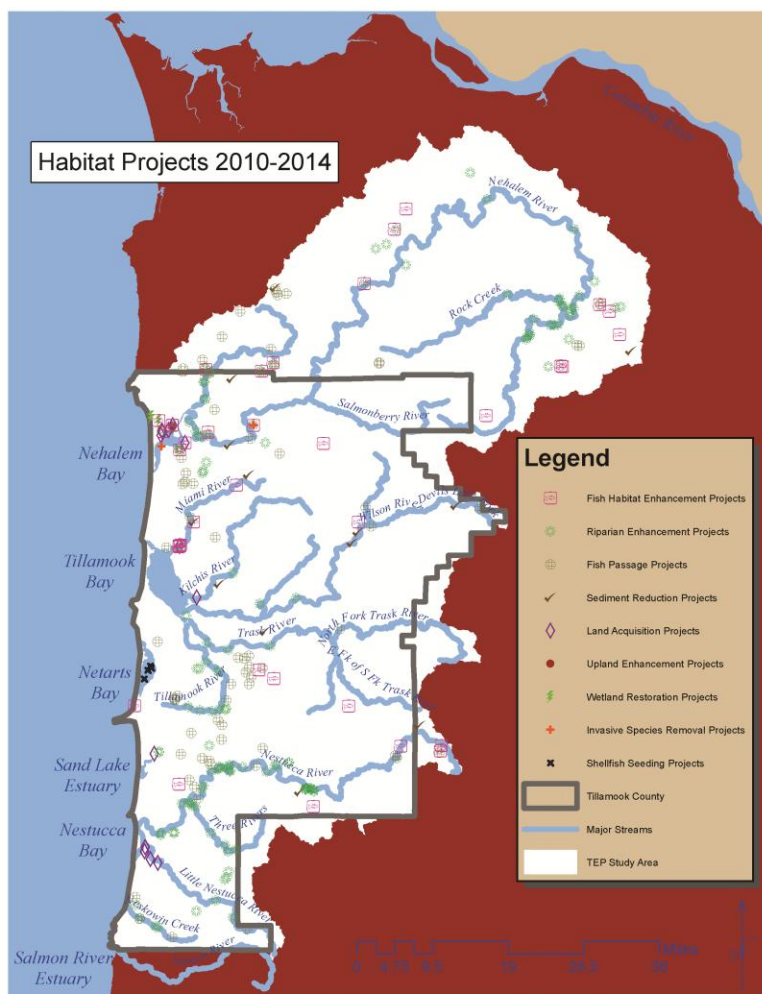 Columbia River
Habitat Projects 2010-2014
Nehalem River
Rock Creek
Salmonberry River
Nehalem
Bay
Miami River
Wilson River
Devils
Tillamook
Bay
Kilchis River
Trask River
North Fork Trask River
E Fk of S Fk Trask
Netarts
Bay
Tillamook River
Sand Lake
Estuary
Nestucca River
Nestucca
Bay
Three Rivers
Little Nestucca River
Neskowin Creek
Salmon River
Estuary
River
Legend
Fish Habitat Enhancement Projects
Riparian Enhancement Projects
Fish Passage Projects
Sediment Reduction Projects
Land Acquisition Projects
Upland Enhancement Projects
Wetland Restoration Projects
Invasive Species Removal Projects
Shellfish Seeding Projects
Tillamook County
Major Streams
TEP Study Area
Miles
0 4.75 9.5 19 28.5 38